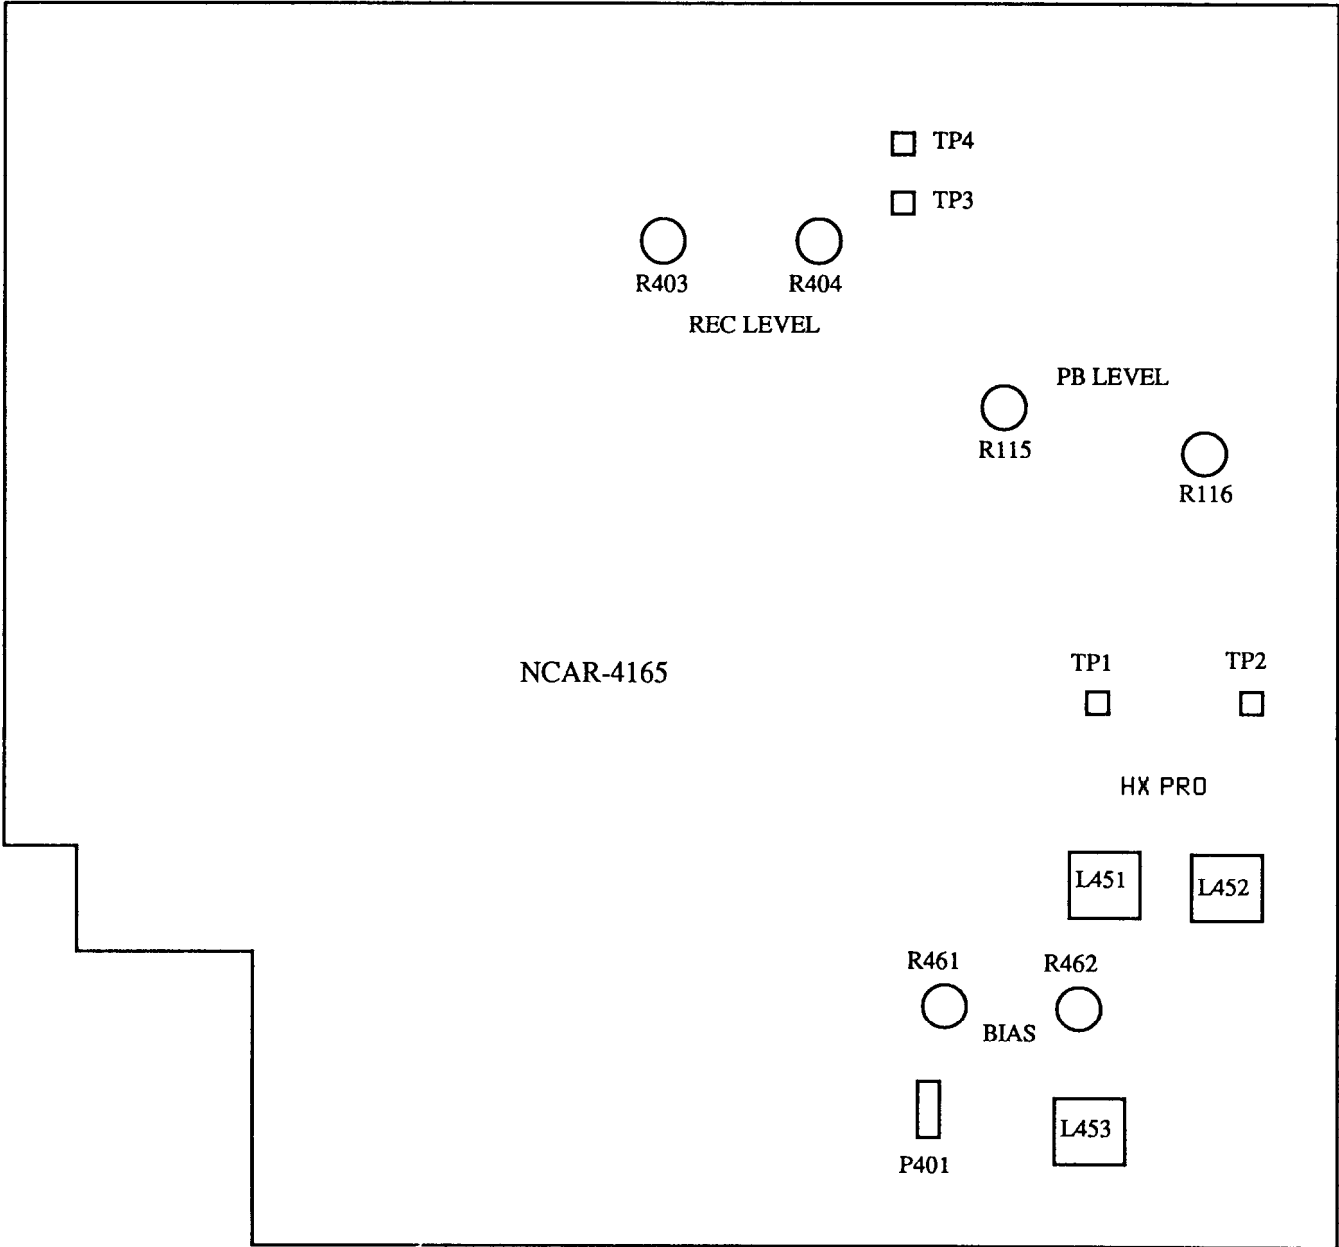 TP4
TP3
R403
R404
REC LEVEL
PB LEVEL
R115
R116
NCAR-4165
TP1
TP2
HX PRO
L451
L452
R461
R462
BIAS
L453
P401